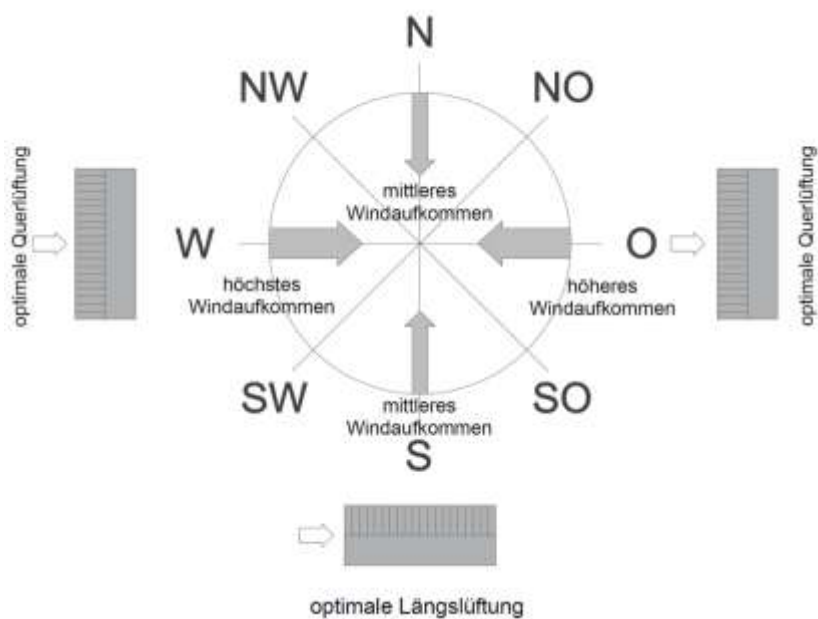 N
NW
NO
optimale Querlüftung
mittleres
Windaufkommen
W
O
optimale Querlüftung
höchstes
Windaufkommen
höheres
Windaufkommen
SW
SO
mittleres
Windaufkommen
S
optimale Längslüftung